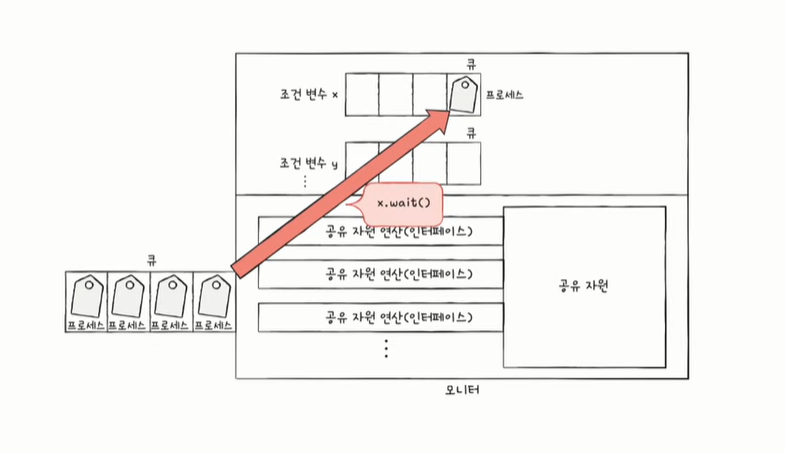 큐
조건 변수 x
프로세스
큐
조건 변수 y
x.wait()
공유 자원 연산(인터페이스)
공유 자원 연산(인터페이스)
공유 자원 연산(인터페이스)
공유 자원
큐
프로세스 프로세스 프로세스 프로세스
모니터